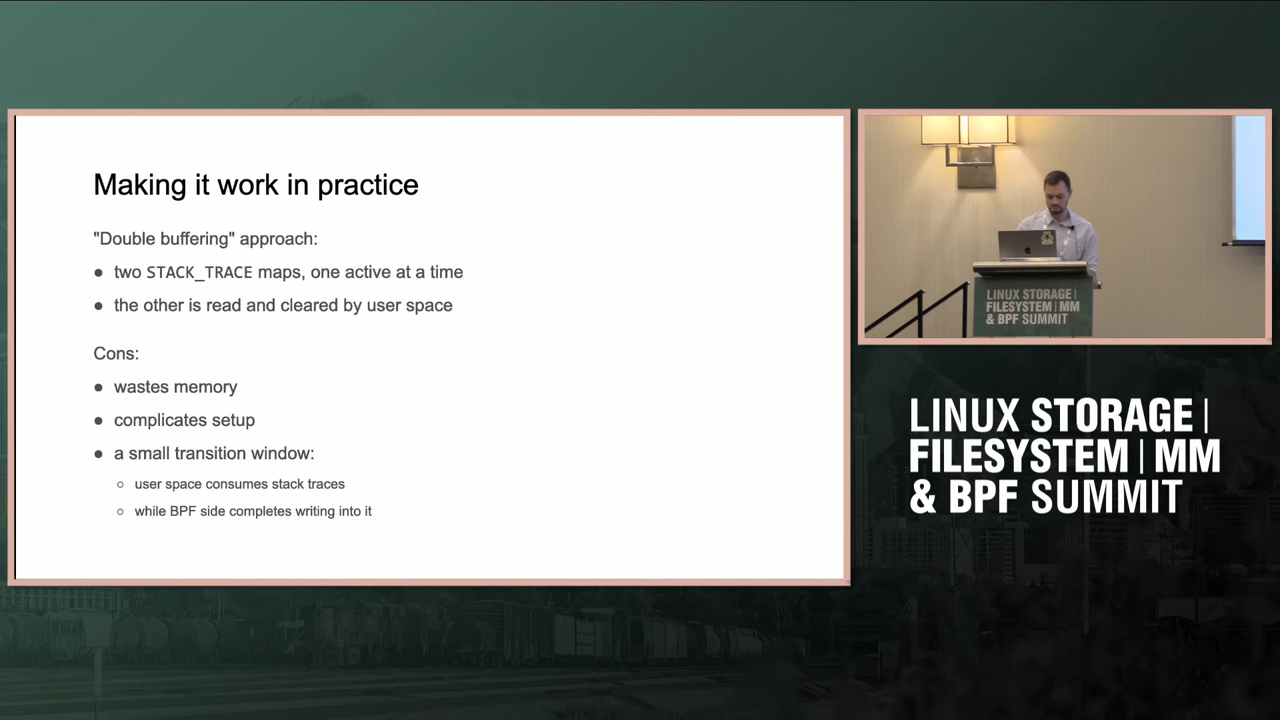 Making it work in practice
"Double buffering" approach:
● two STACK_TRACE maps, one active at a time
● the other is read and cleared by user space
Cons:
● wastes memory
● complicates setup
● a small transition window:
○ user space consumes stack traces
○ while BPF side completes writing into it
LINUX STORAGE |
FILESYSTEM | MM
& BPF SUMMIT
LINUX STORAGE |
FILESYSTEM | MM
& BPF SUMMIT